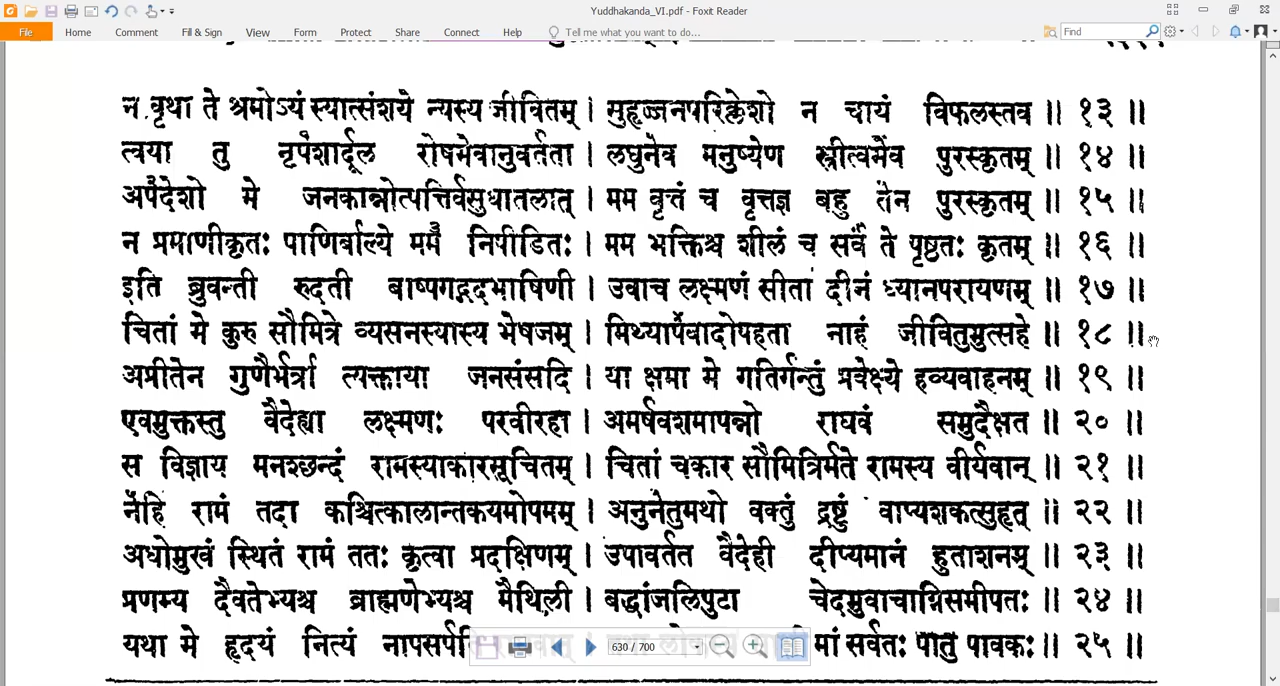 Yuddhakanda_VI.pdf - Foxit Reader
File Home Comment Fill & Sign View Form Protect Share Connect Help Tell me what you want to do... Find
न वृथा ते श्रमोऽयं स्यात्संशये न्यस्य जीवितम् । सुहृज्जनपरिक्लेशो न चायं विफलस्तव ॥ १३ ॥
त्वया तु नृपशार्दूल रोषमेवानुवर्तता । लघुनेव मनुष्येण स्त्रीत्वमेव पुरस्कृतम् ॥ १४ ॥
अपदेशो मे जनकान्नोत्पत्तिर्वसुधातलात् । मम वृत्तं च वृत्तज्ञ बहु तेन पुरस्कृतम् ॥ १५ ॥
न प्रमाणीकृतः पाणिर्बाल्ये मम निपीडितः । मम भक्तिश्च शीलं च सर्वं ते पृष्ठतः कृतम् ॥ १६ ॥
इति ब्रुवन्ती रुदती बाष्पगद्गदभाषिणी । उवाच लक्ष्मणं सीता दीनं ध्यानपरायणम् ॥ १७ ॥
चितां मे कुरु सौमित्रे व्यसनस्यास्य भेषजम् । मिथ्यापवादोपहता नाहं जीवितुमुत्सहे ॥ १८ ॥
अप्रीतेन गुणैर्भर्त्रा त्यक्ताया जनसंसदि । या क्षमा मे गतिर्गन्तुं प्रवेक्ष्ये हव्यवाहनम् ॥ १९ ॥
एवमुक्तस्तु वैदेह्या लक्ष्मणः परवीरहा । अमर्षवशमापन्नो राघवं समुदैक्षत ॥ २० ॥
स विज्ञाय मनश्छन्दं रामस्याकारसूचितम् । चितां चकार सौमित्रिर्मते रामस्य वीर्यवान् ॥ २१ ॥
नहि रामं तदा कश्चित्कालान्तकयमोपमम् । अनुनेतुमथो वक्तुं द्रष्टुं वाप्यशकत्सुहृत् ॥ २२ ॥
अधोमुखं स्थितं रामं ततः कृत्वा प्रदक्षिणम् । उपावर्तत वैदेही दीप्यमानं हुताशनम् ॥ २३ ॥
प्रणम्य दैवतेभ्यश्च ब्राह्मणेभ्यश्च मैथिली । बद्धांजलिपुटा चेदमुवाचाग्निसमीपतः ॥ २४ ॥
यथा मे हृदयं नित्यं मां सर्वतः पातु पावकः ॥ २५ ॥
630 / 700